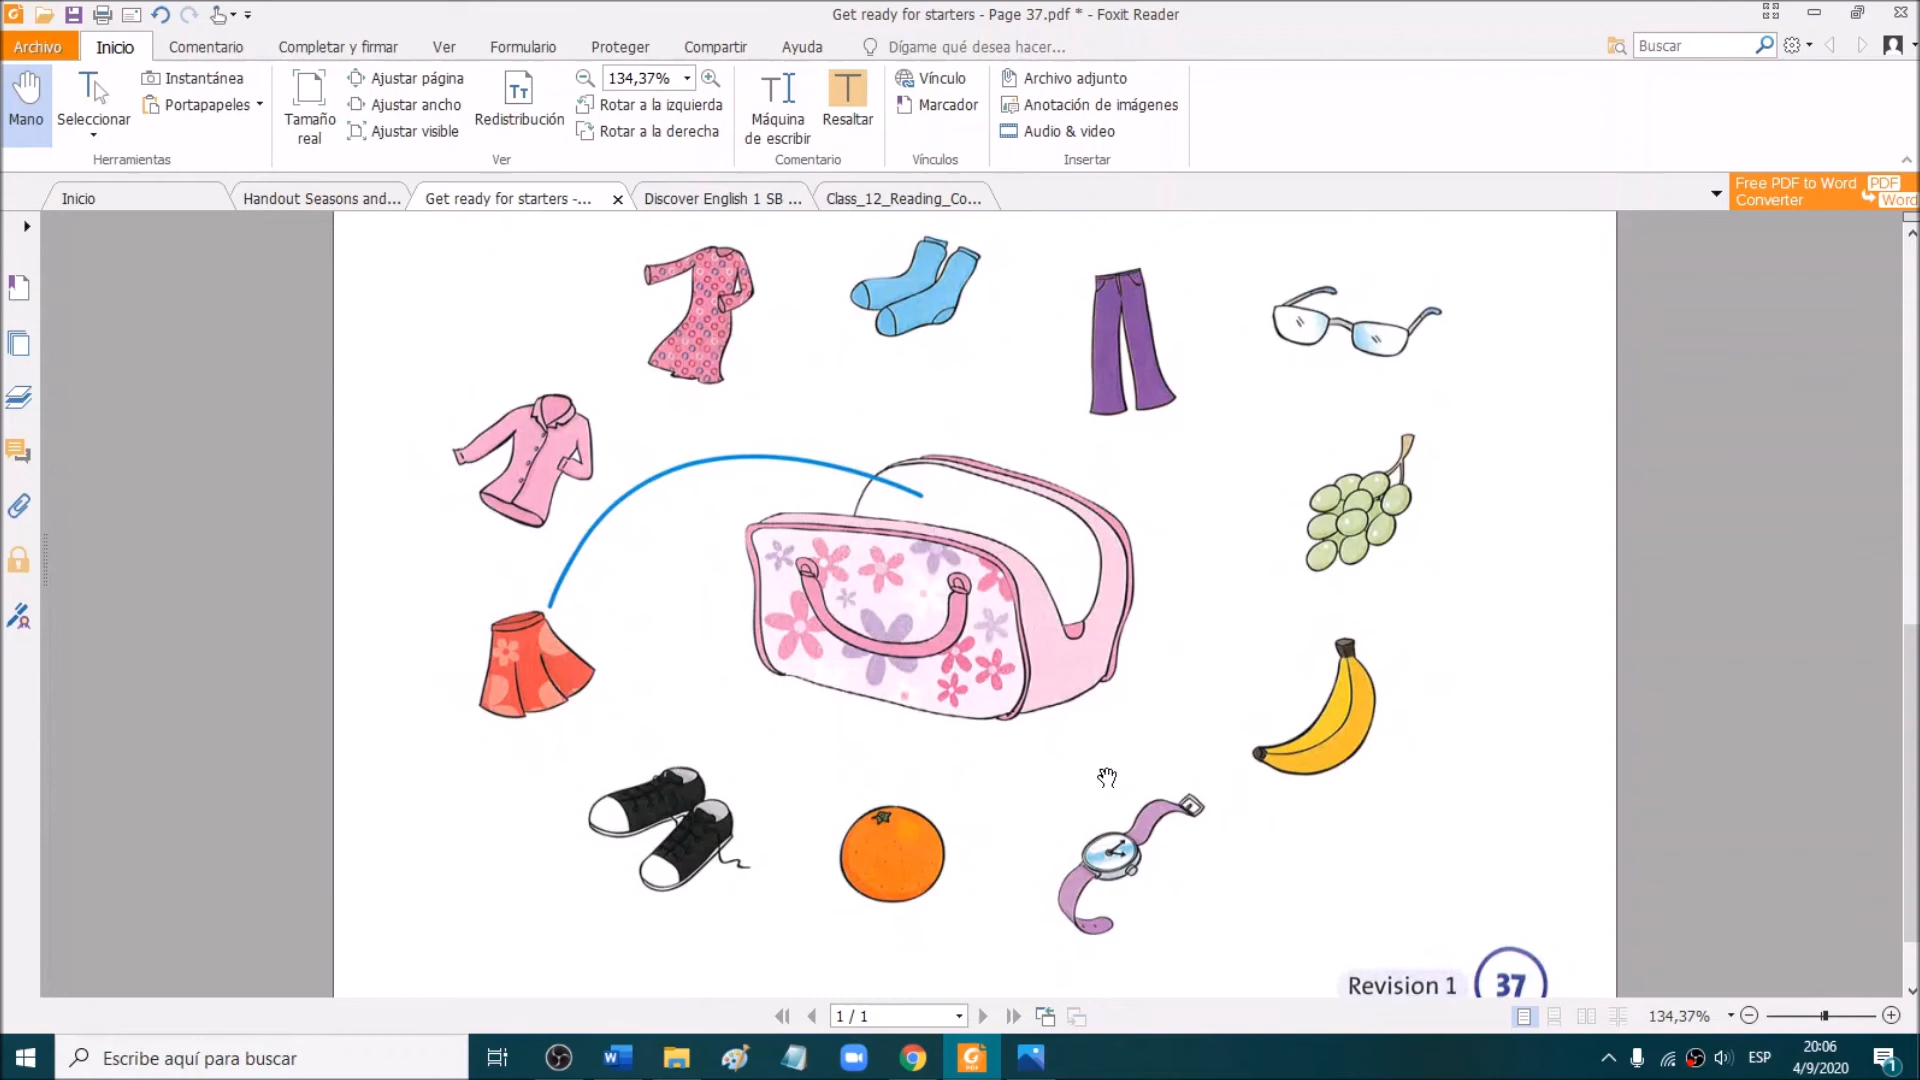 Get ready for starters - Page 37.pdf * - Foxit Reader
Archivo Inicio Comentario Completar y firmar Ver Formulario Proteger Compartir Ayuda Dígame qué desea hacer... Buscar
Mano
Seleccionar
Instantánea
Portapapeles
Herramientas
Tamaño
real
Ajustar página
Ajustar ancho
Ajustar visible
Redistribución
134,37%
Rotar a la izquierda
Rotar a la derecha
Ver
Máquina
de escribir
Resaltar
Comentario
Vínculo
Marcador
Vínculos
Archivo adjunto
Anotación de imágenes
Audio & video
Insertar
Inicio
Handout Seasons and...
Get ready for starters -...
Discover English 1 SB ...
Class_12_Reading_Co...
Free PDF to Word
Converter
PDF
Word
Revision 1 37
1 / 1
134,37%
Escribe aquí para buscar
ESP
20:06
4/9/2020
1